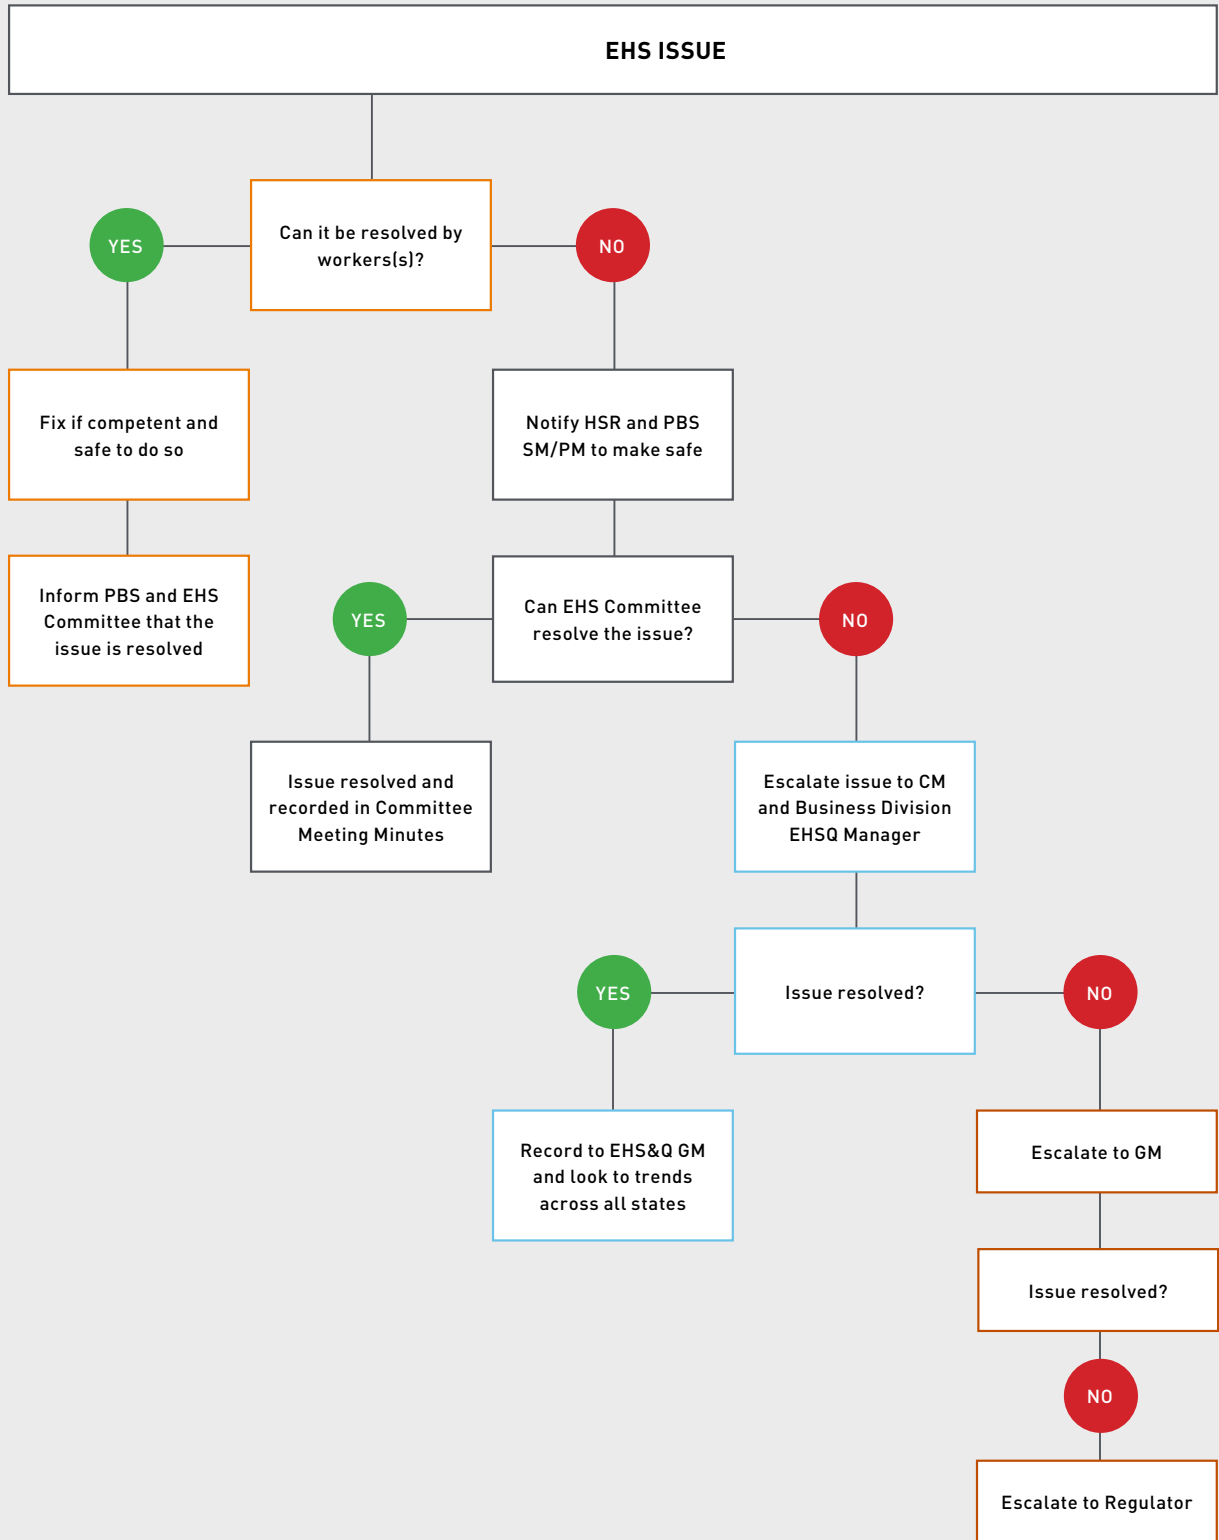 EHS ISSUE
Can it be resolved by
workers(s)?
YES
NO
Fix if competent and
safe to do so
Notify HSR and PBS
SM/PM to make safe
Inform PBS and EHS
Committee that the
issue is resolved
Can EHS Committee
resolve the issue?
YES
NO
Issue resolved and
recorded in Committee
Meeting Minutes
Escalate issue to CM
and Business Division
EHSQ Manager
Issue resolved?
YES
NO
Record to EHS&Q GM
and look to trends
across all states
Escalate to GM
Issue resolved?
NO
Escalate to Regulator